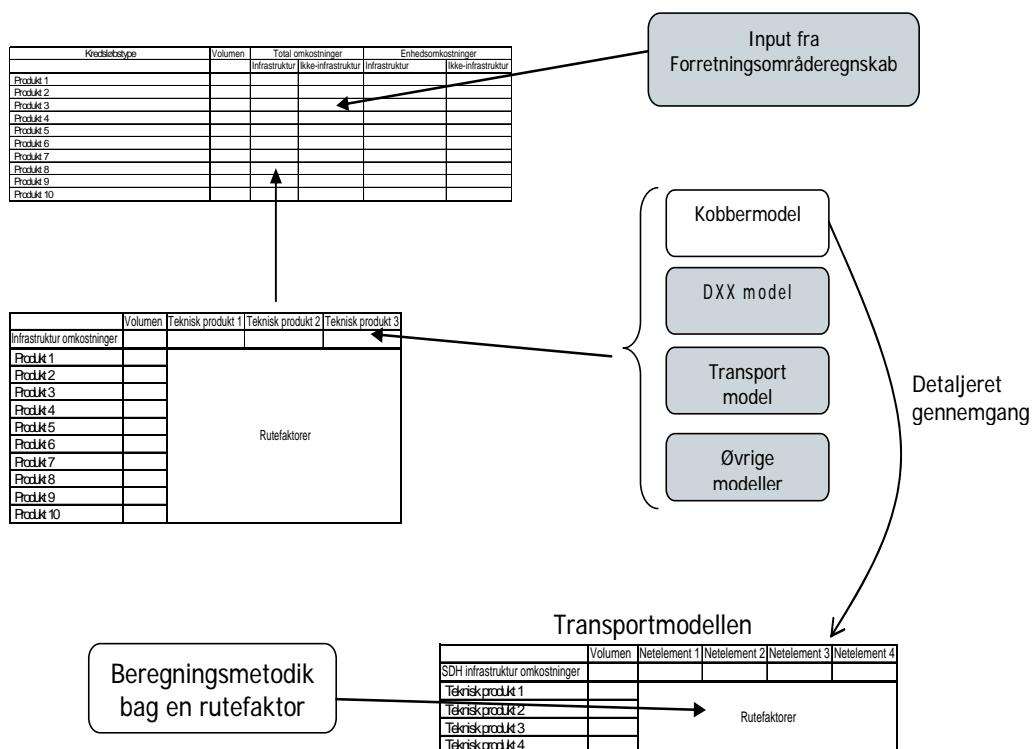 Input fra
Forretningsområderegnskab
Kredsløbstype Volumen Total omkostninger Enhedsomkostninger
Infrastruktur Ikke-infrastruktur Infrastruktur Ikke-infrastruktur
Produkt 1
Produkt 2
Produkt 3
Produkt 4
Produkt 5
Produkt 6
Produkt 7
Produkt 8
Produkt 9
Produkt 10
Kobbermodel
DXX model
Transport
model
Øvrige
modeller
Detaljeret
gennemgang
Volumen Teknisk produkt 1 Teknisk produkt 2 Teknisk produkt 3
Infrastruktur omkostninger
Produkt 1
Produkt 2
Produkt 3
Produkt 4
Produkt 5
Produkt 6
Produkt 7
Produkt 8
Produkt 9
Produkt 10
Rutefaktorer
Transportmodellen
Volumen Netelement 1 Netelement 2 Netelement 3 Netelement 4
SDH infrastruktur omkostninger
Teknisk produkt 1
Teknisk produkt 2
Teknisk produkt 3
Teknisk produkt 4
Rutefaktorer
Beregningsmetodik
bag en rutefaktor